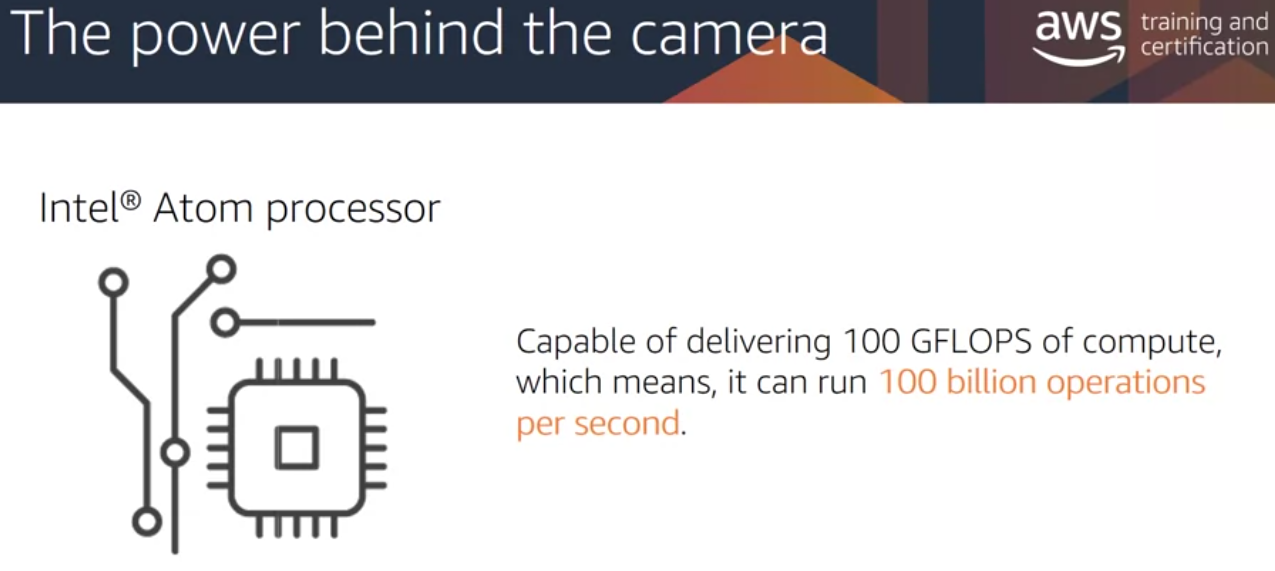 The power behind the camera
aws training and
certification
Intel® Atom processor
Capable of delivering 100 GFLOPS of compute,
which means, it can run 100 billion operations
per second.